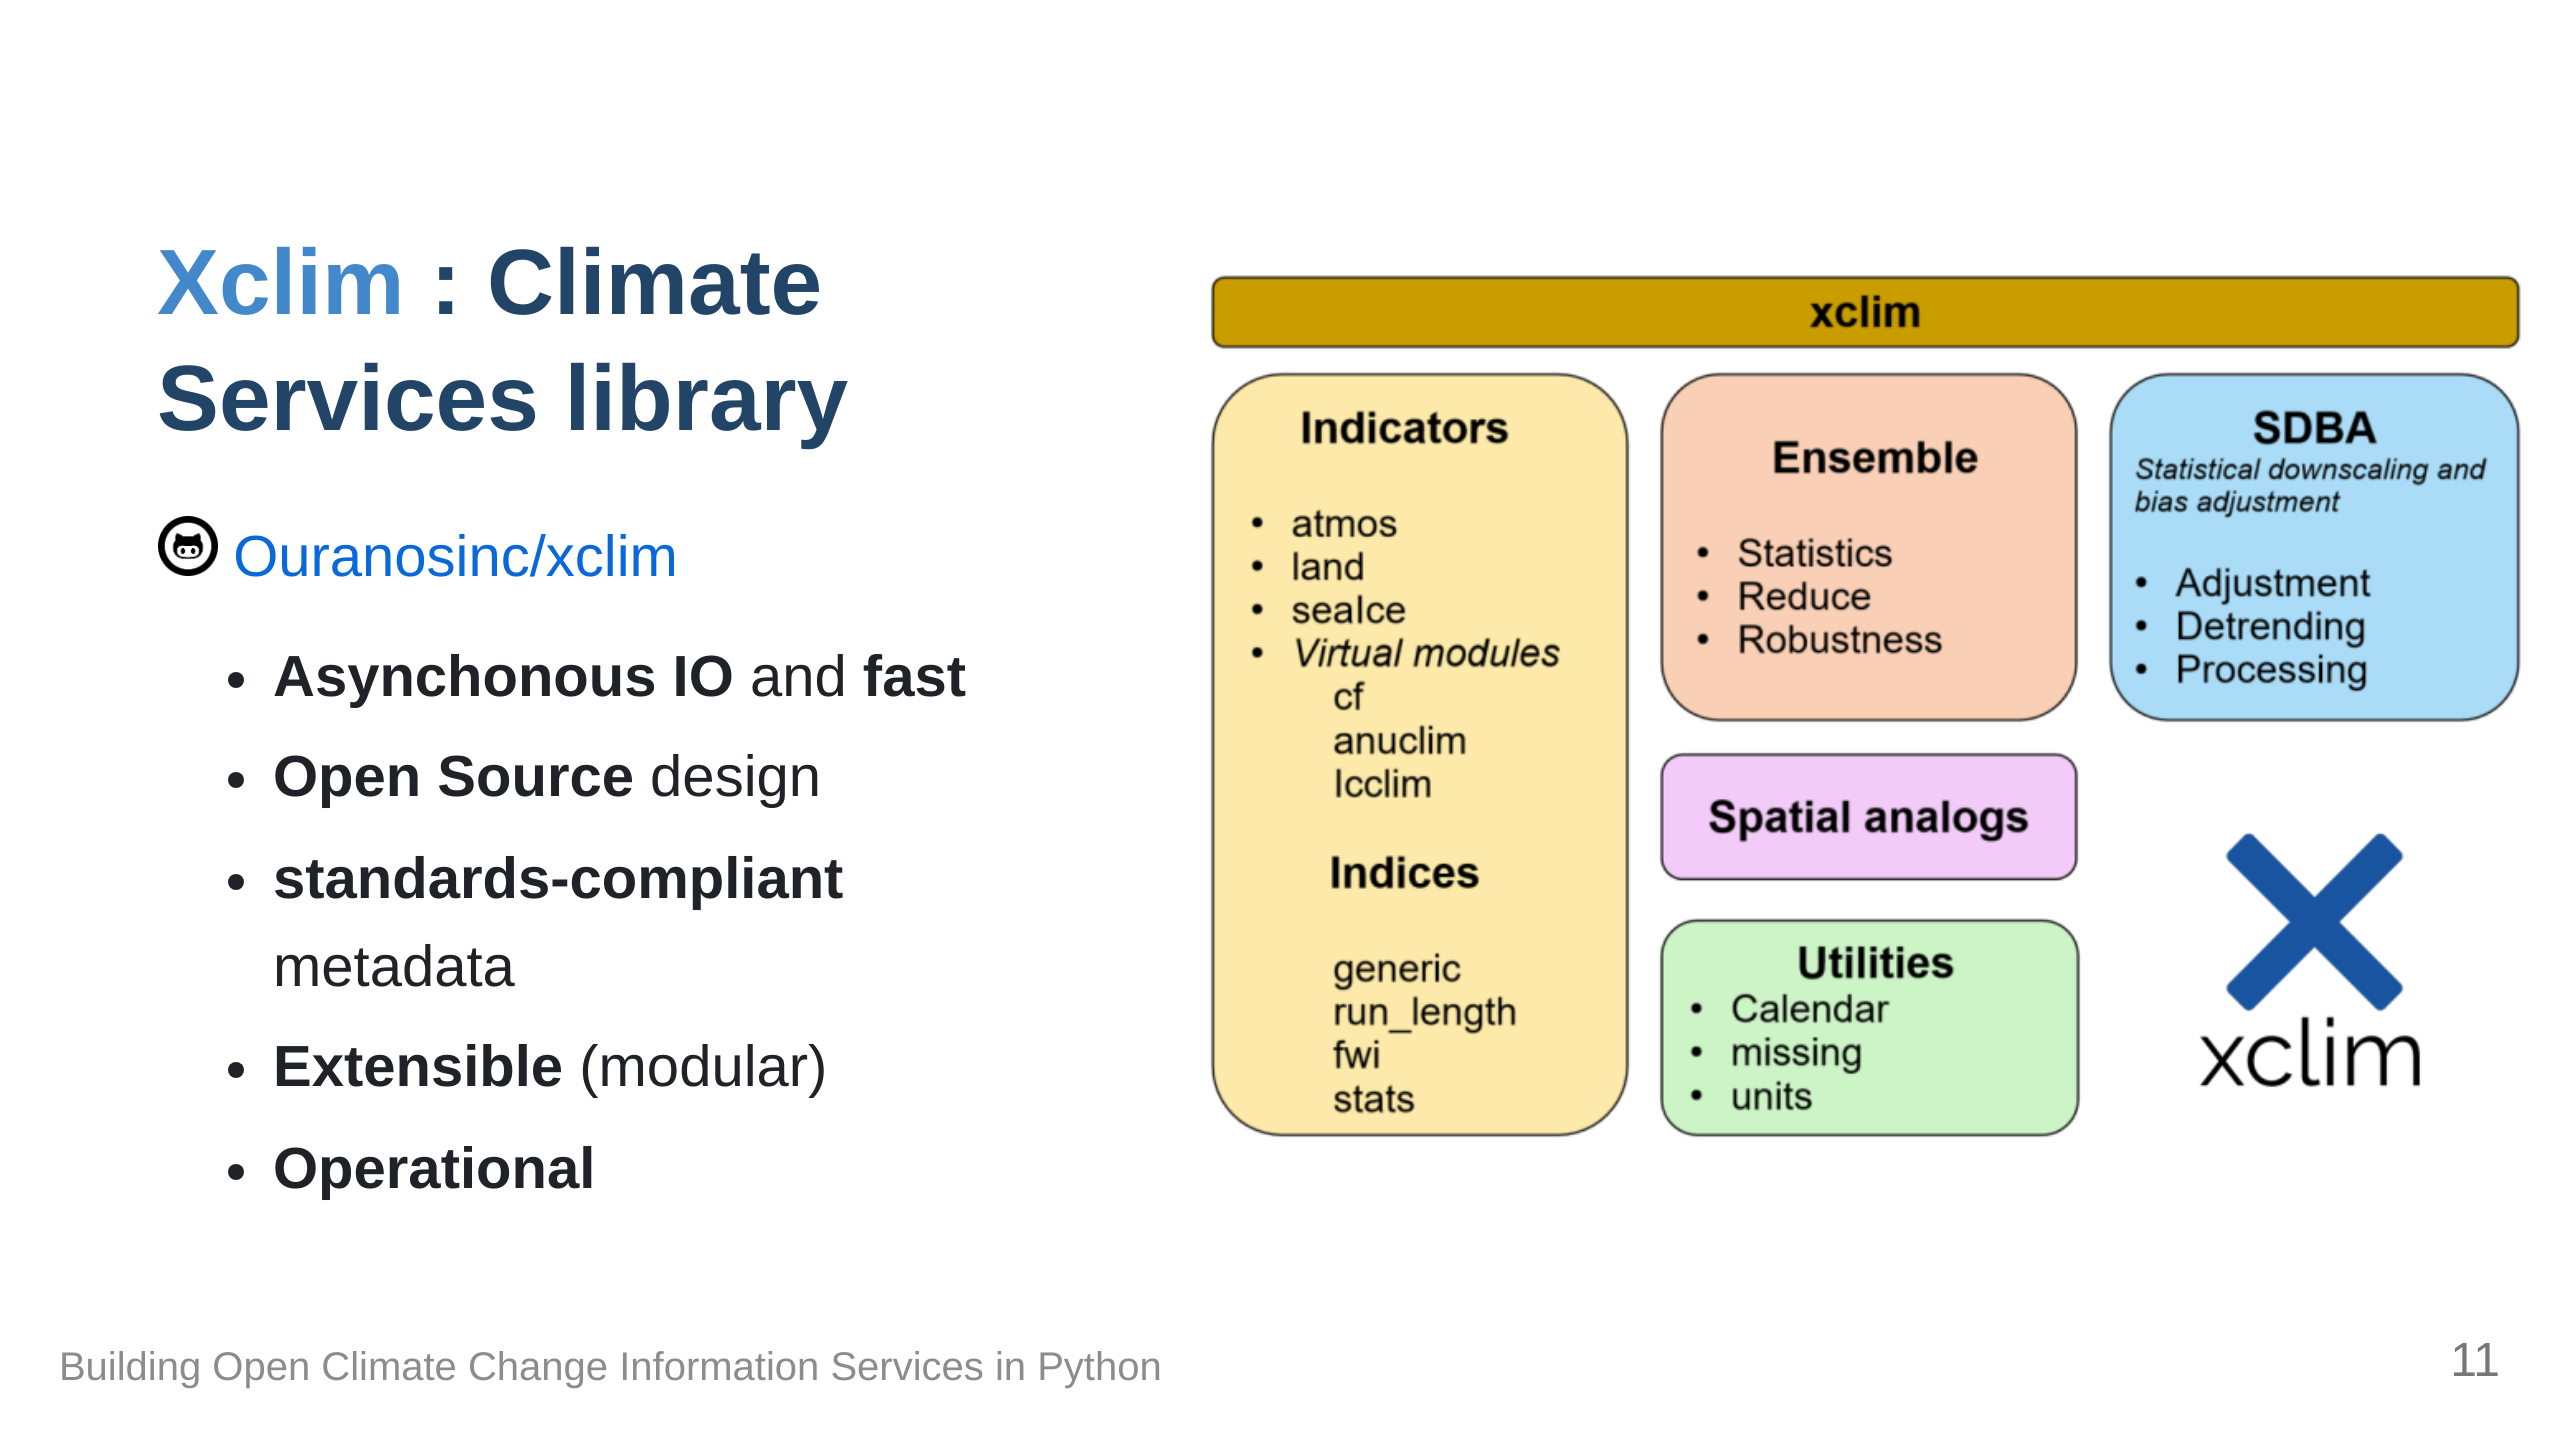 Xclim : Climate
Services library
Ouranosinc/xclim
• Asynchonous IO and fast
• Open Source design
• standards-compliant
metadata
• Extensible (modular)
• Operational
xclim
Indicators
• atmos
• land
• seaIce
• Virtual modules
cf
anuclim
Icclim
Indices
generic
run_length
fwi
stats
Ensemble
• Statistics
• Reduce
• Robustness
Spatial analogs
Utilities
• Calendar
• missing
• units
SDBA
Statistical downscaling and
bias adjustment
• Adjustment
• Detrending
• Processing
xclim
Building Open Climate Change Information Services in Python
11